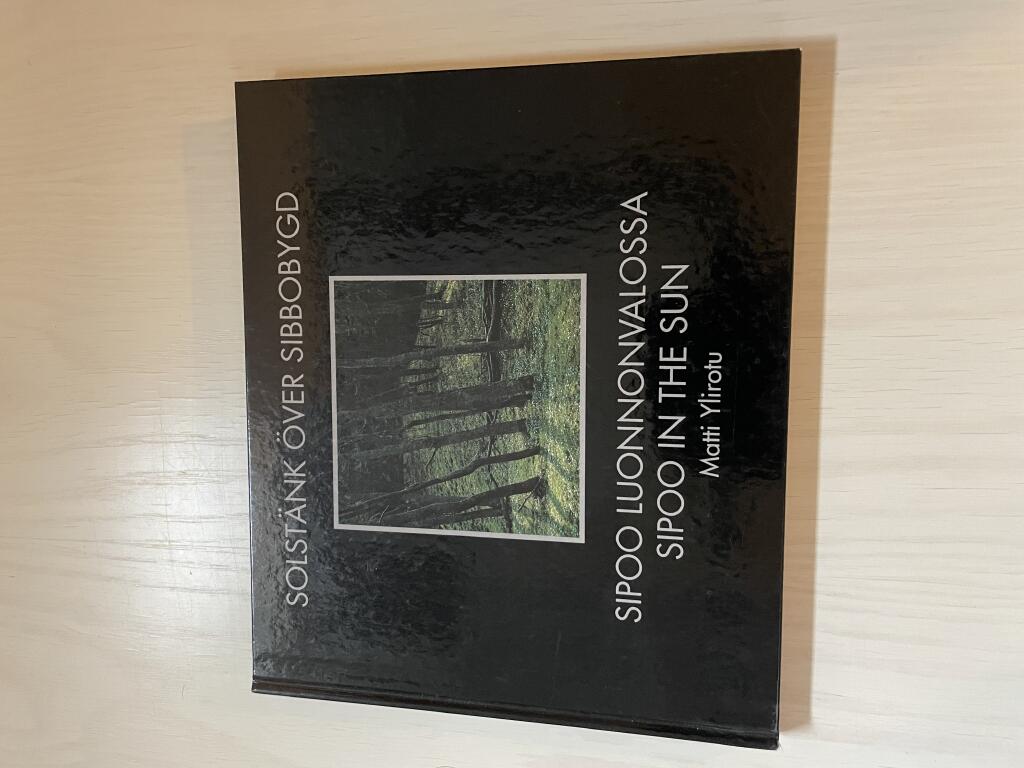 SOLSTÄNK ÖVER SIBBOBYGD
SIPOO LUONNONVALOSSA
SIPOO IN THE SUN
Matti Ylirotu